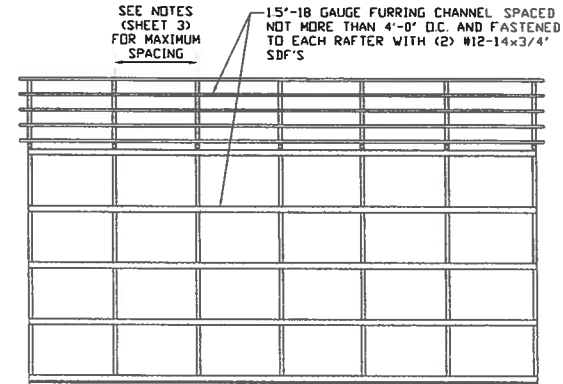 SEE NOTES
(SHEET 3)
FOR MAXIMUM
SPACING
1.5"-18 GAUGE FURRING CHANNEL SPACED
NOT MORE THAN 4'-0" O.C. AND FASTENED
TO EACH RAFTER WITH (2) #12-14x3/4"
SDF'S